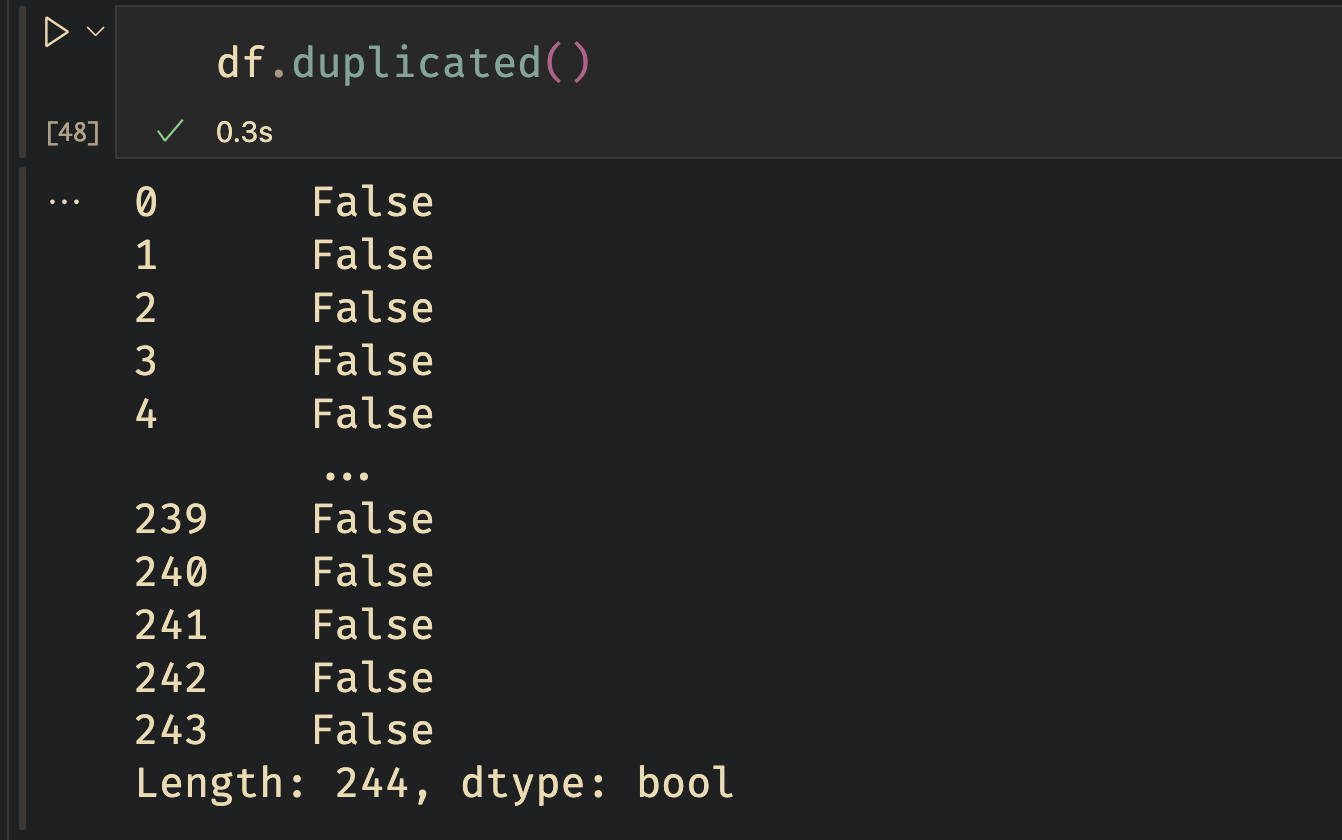 df.duplicated()
[48] 0.3s
... 0 False
1 False
2 False
3 False
4 False
...
239 False
240 False
241 False
242 False
243 False
Length: 244, dtype: bool